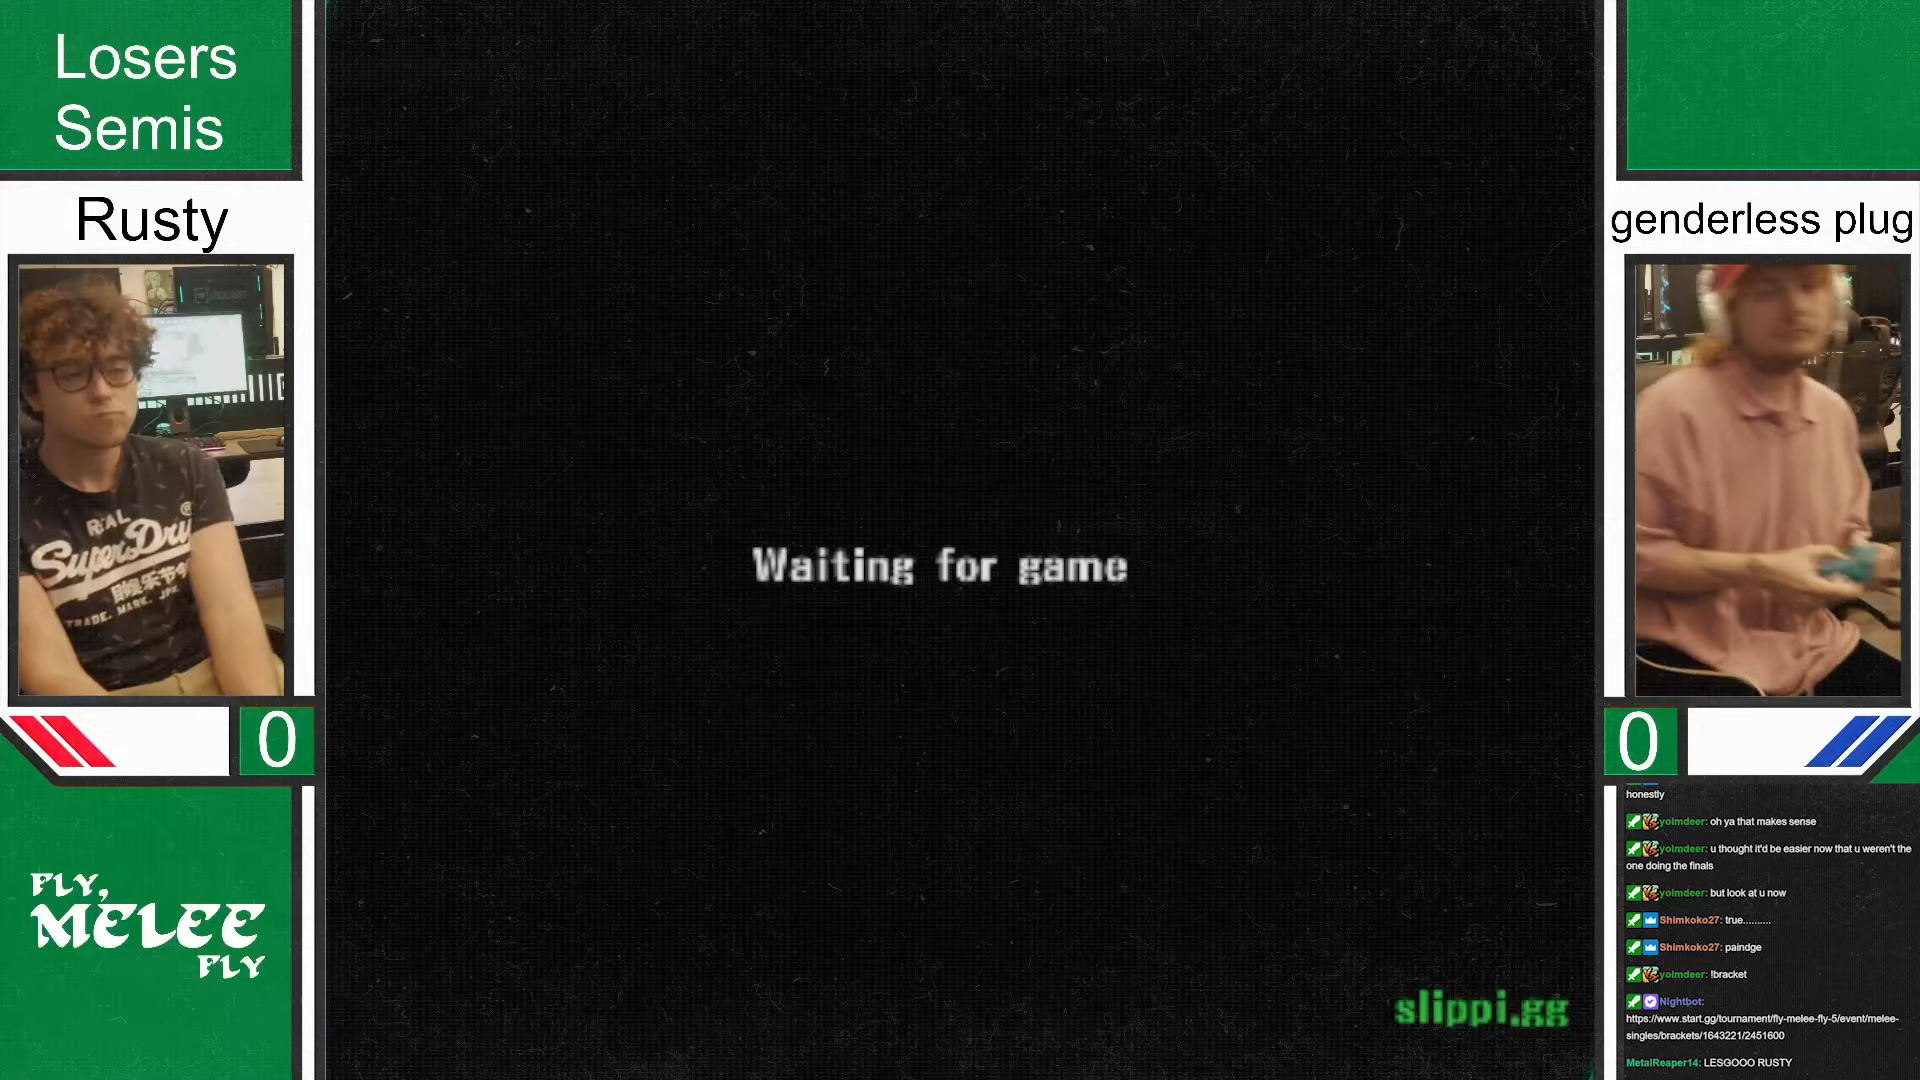 Losers
Semis
Rusty
genderless plug
REAL
SuperDry
TRADE. MARK. JPN.
Waiting for game
0
0
FLY,
MELEE
FLY
slippi.gg
honestly
yoimdeer: oh ya that makes sense
yoimdeer: u thought it'd be easier now that u weren't the
one doing the finals
yoimdeer: but look at u now
Shimkoko27: true..........
Shimkoko27: paindge
yoimdeer: !bracket
Nightbot:
https://www.start.gg/tournament/fly-melee-fly-5/event/melee-
singles/brackets/1643221/2451600
MetalReaper14: LESGOOO RUSTY